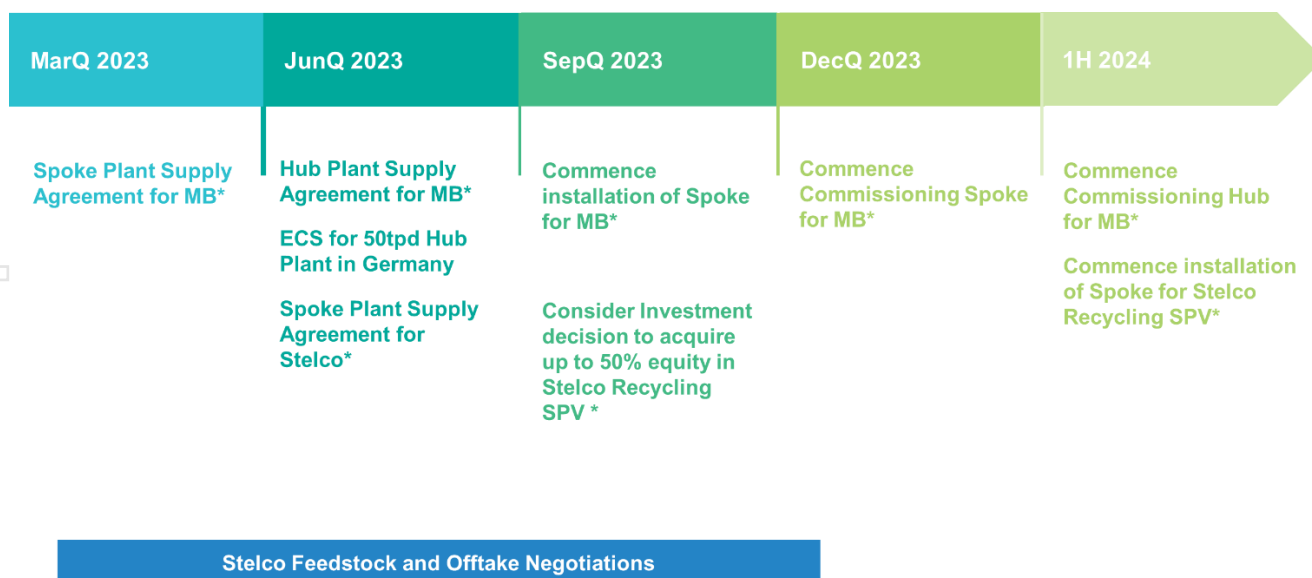 MarQ 2023
JunQ 2023
SepQ 2023
DecQ 2023
1H 2024
Spoke Plant Supply
Agreement for MB*
Hub Plant Supply
Agreement for MB*
ECS for 50tpd Hub
Plant in Germany
Spoke Plant Supply
Agreement for
Stelco*
Commence
installation of Spoke
for MB*
Consider Investment
decision to acquire
up to 50% equity in
Stelco Recycling
SPV *
Commence
Commissioning Spoke
for MB*
Commence
Commissioning Hub
for MB*
Commence installation
of Spoke for Stelco
Recycling SPV*
Stelco Feedstock and Offtake Negotiations